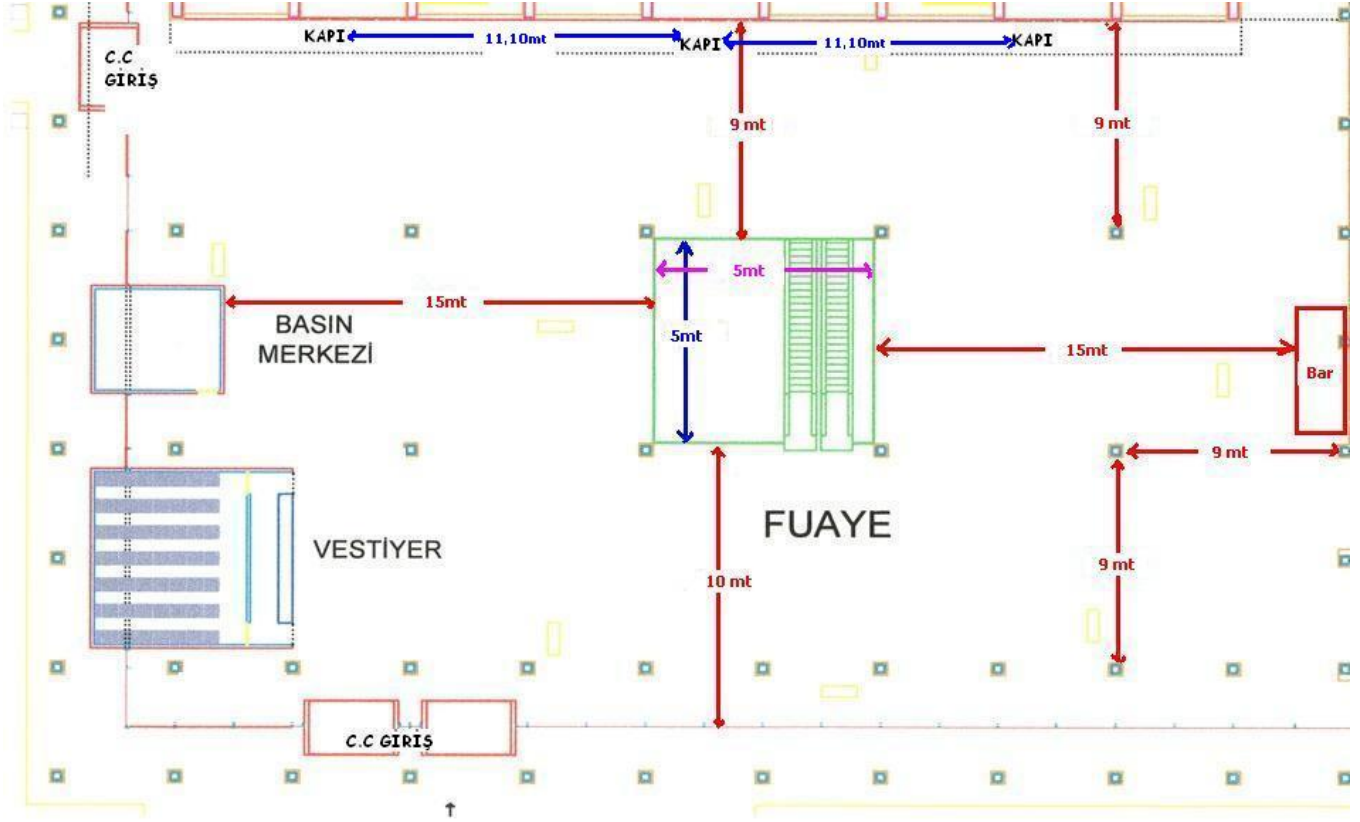 KAPI
11,10mt
KAPI
11,10mt
KAPI
C.C
GİRİŞ
9 mt
9 mt
5mt
15mt
BASIN
MERKEZİ
5mt
15mt
Bar
9 mt
FUAYE
VESTİYER
10 mt
9 mt
C.C GİRİŞ